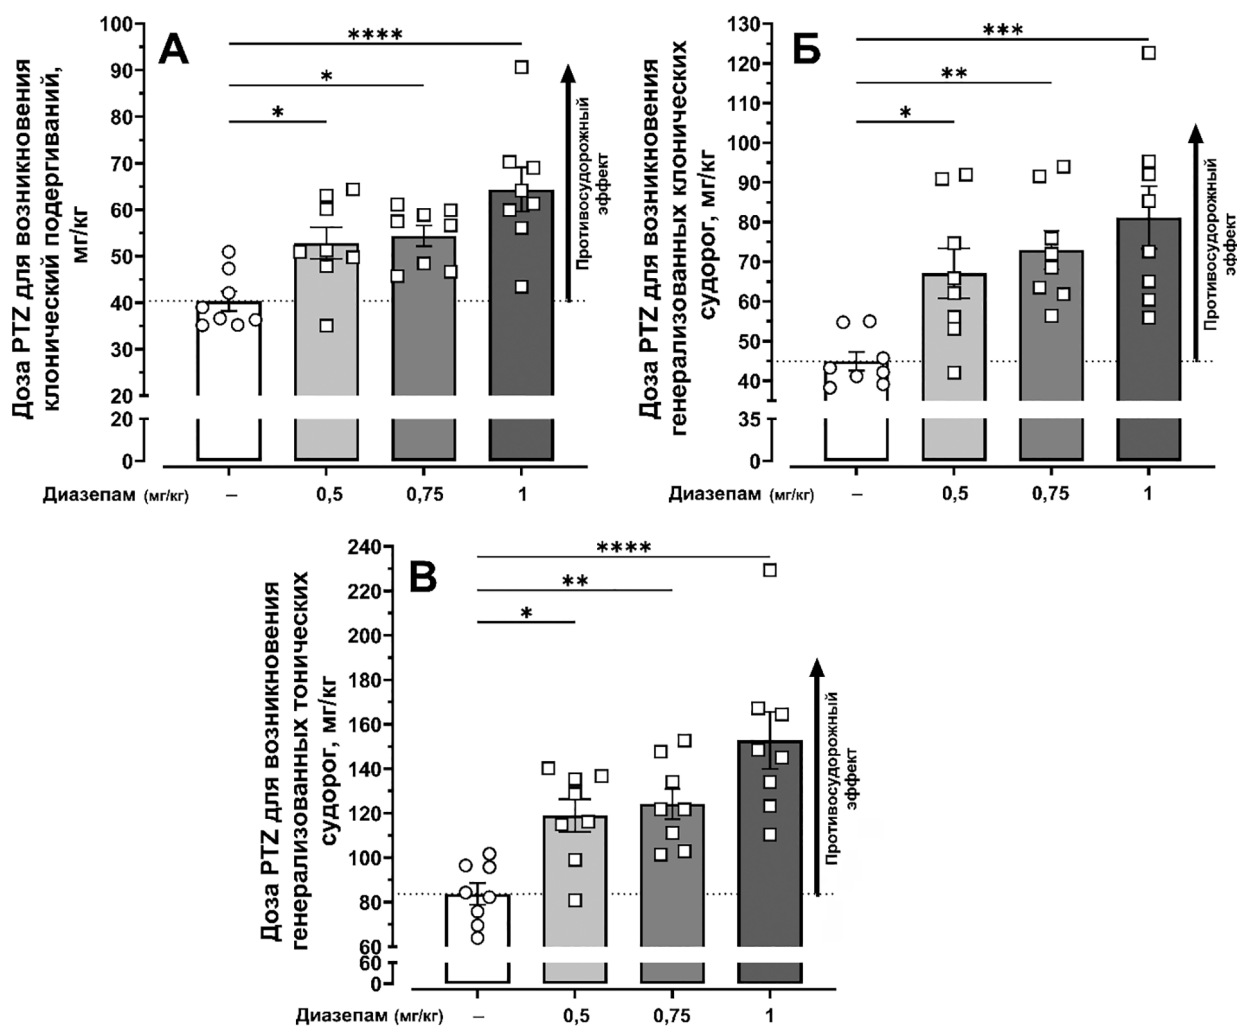 А
Доза PTZ для возникновения
клонический подергиваний,
мг/кг
100
90
80
70
60
50
40
30
20
20
0
****
*
*
Противосудорожный
эффект
Диазепам (мг/кг) – 0,5 0,75 1
Б
Доза PTZ для возникновения
генерализованных клонических
судорог, мг/кг
130
120
110
100
90
80
70
60
50
40
35
0
***
**
*
Противосудорожный
эффект
Диазепам (мг/кг) – 0,5 0,75 1
В
Доза PTZ для возникновения
генерализованных тонических
судорог, мг/кг
240
220
200
180
160
140
120
100
80
60
60
0
****
**
*
Противосудорожный
эффект
Диазепам (мг/кг) – 0,5 0,75 1